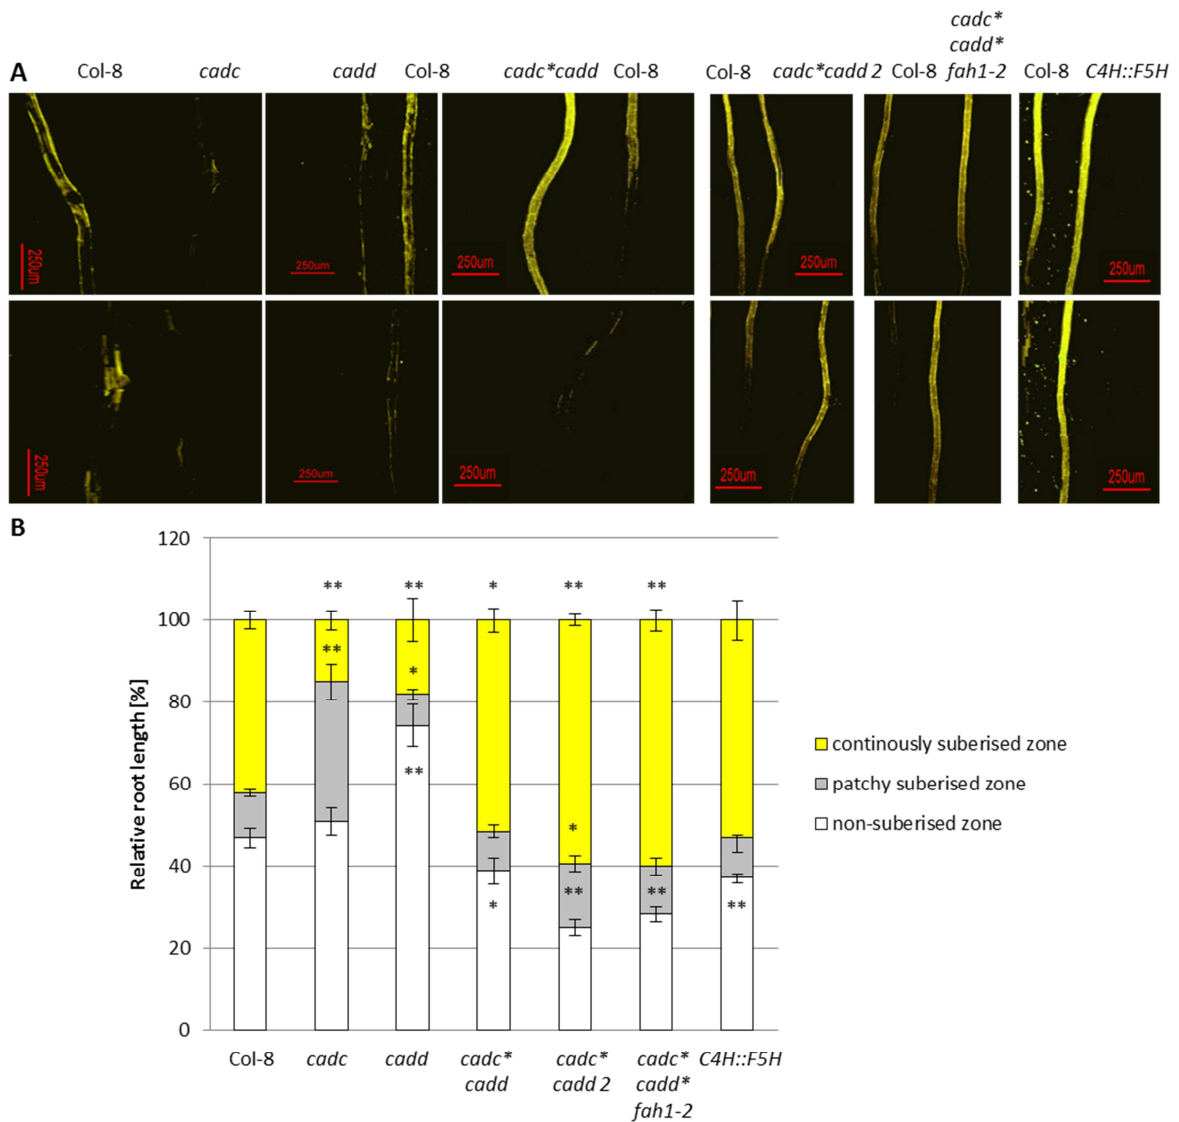 cadc*
cadd*
A Col-8 cadc cadd Col-8 cadc*cadd Col-8 Col-8 cadc*cadd 2 Col-8 fah1-2 Col-8 C4H::F5H
250um 250um 250um 250um 250um
250um 250um 250um 250um 250um
B
120
100
80
60
40
20
0
Relative root length [%]
** ** * ** **
** * * ** ** ** * **
continously suberised zone
patchy suberised zone
non-suberised zone
Col-8 cadc cadd cadc* cadc* cadc* C4H::F5H
cadd cadd 2 cadd*
fah1-2